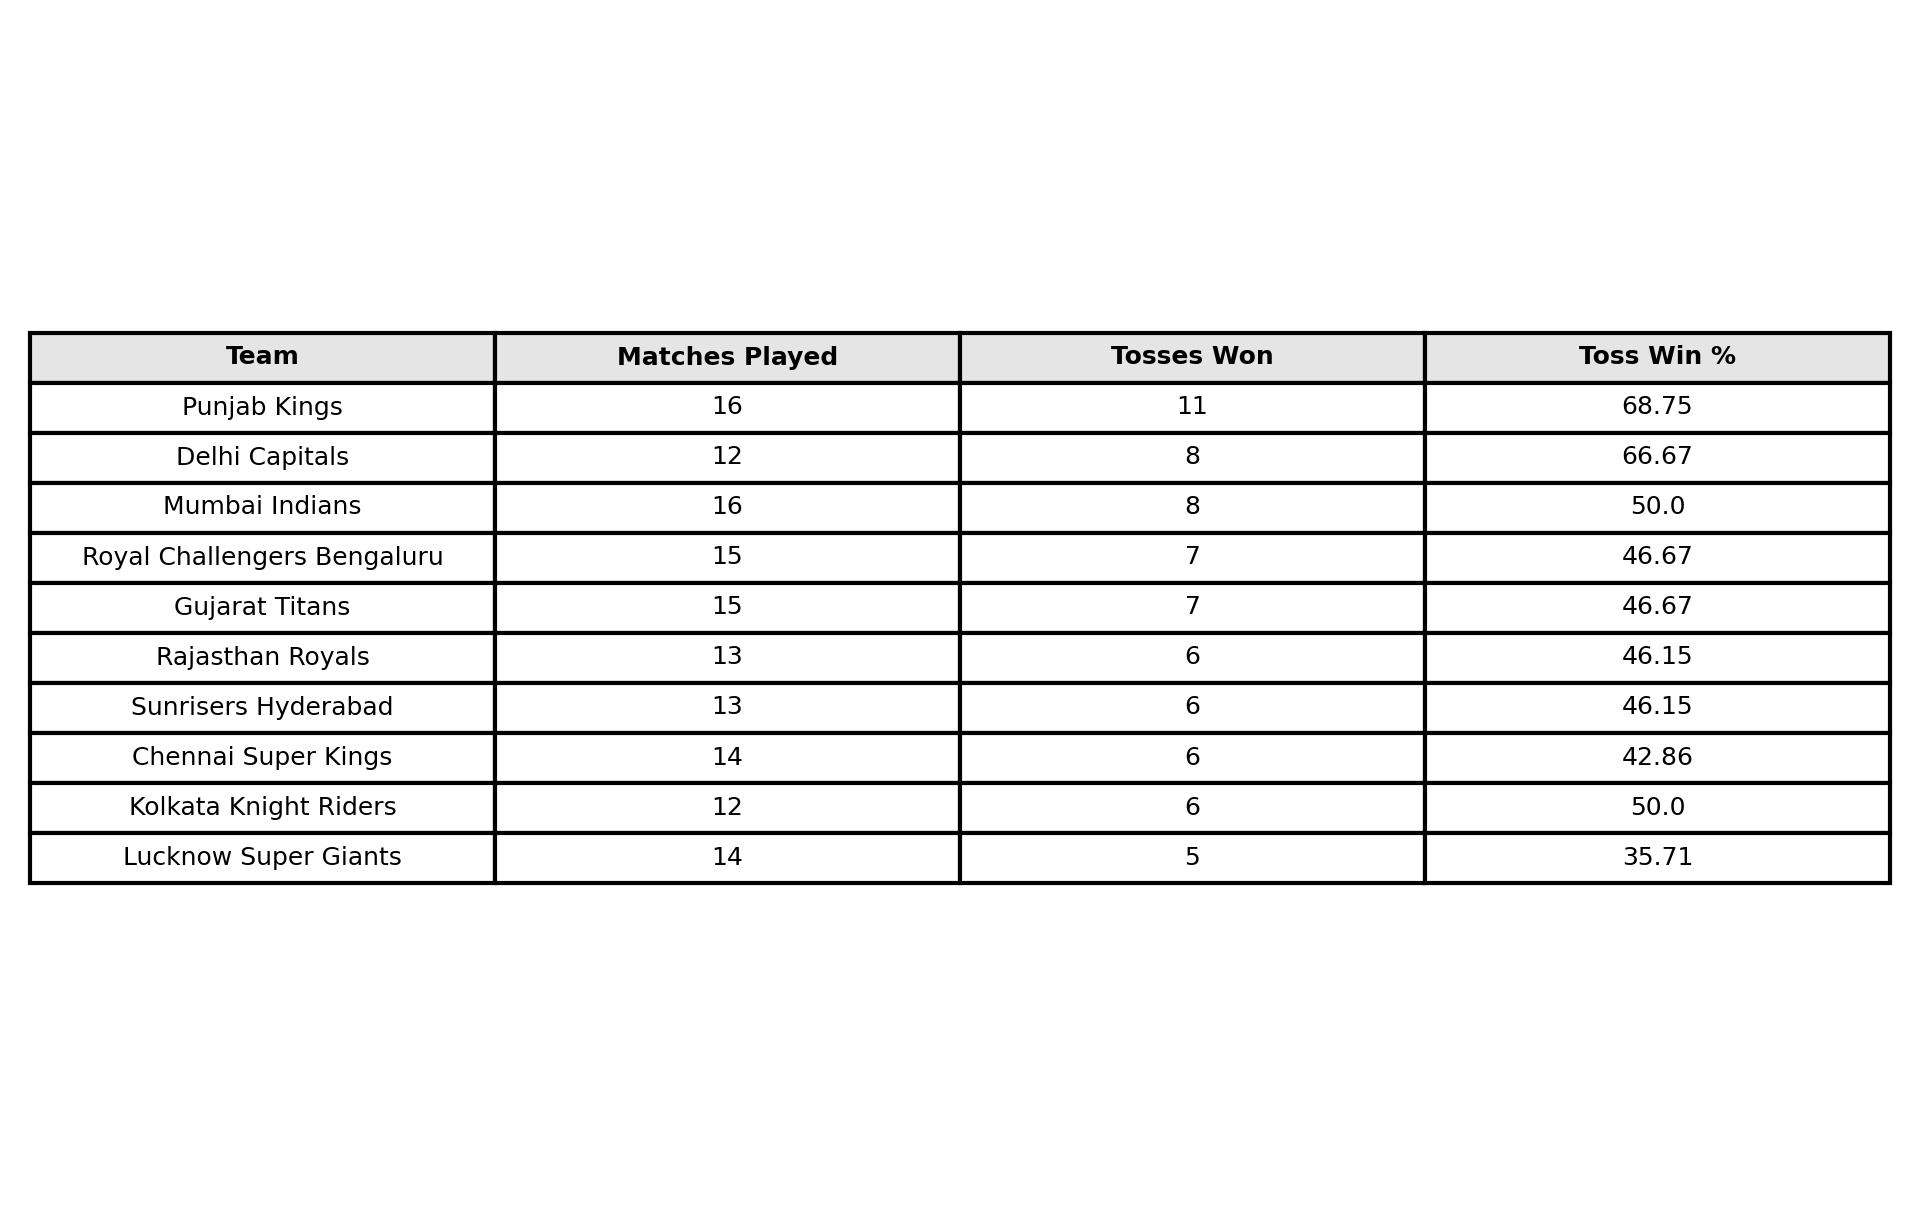 Team Matches Played Tosses Won Toss Win %
Punjab Kings 16 11 68.75
Delhi Capitals 12 8 66.67
Mumbai Indians 16 8 50.0
Royal Challengers Bengaluru 15 7 46.67
Gujarat Titans 15 7 46.67
Rajasthan Royals 13 6 46.15
Sunrisers Hyderabad 13 6 46.15
Chennai Super Kings 14 6 42.86
Kolkata Knight Riders 12 6 50.0
Lucknow Super Giants 14 5 35.71